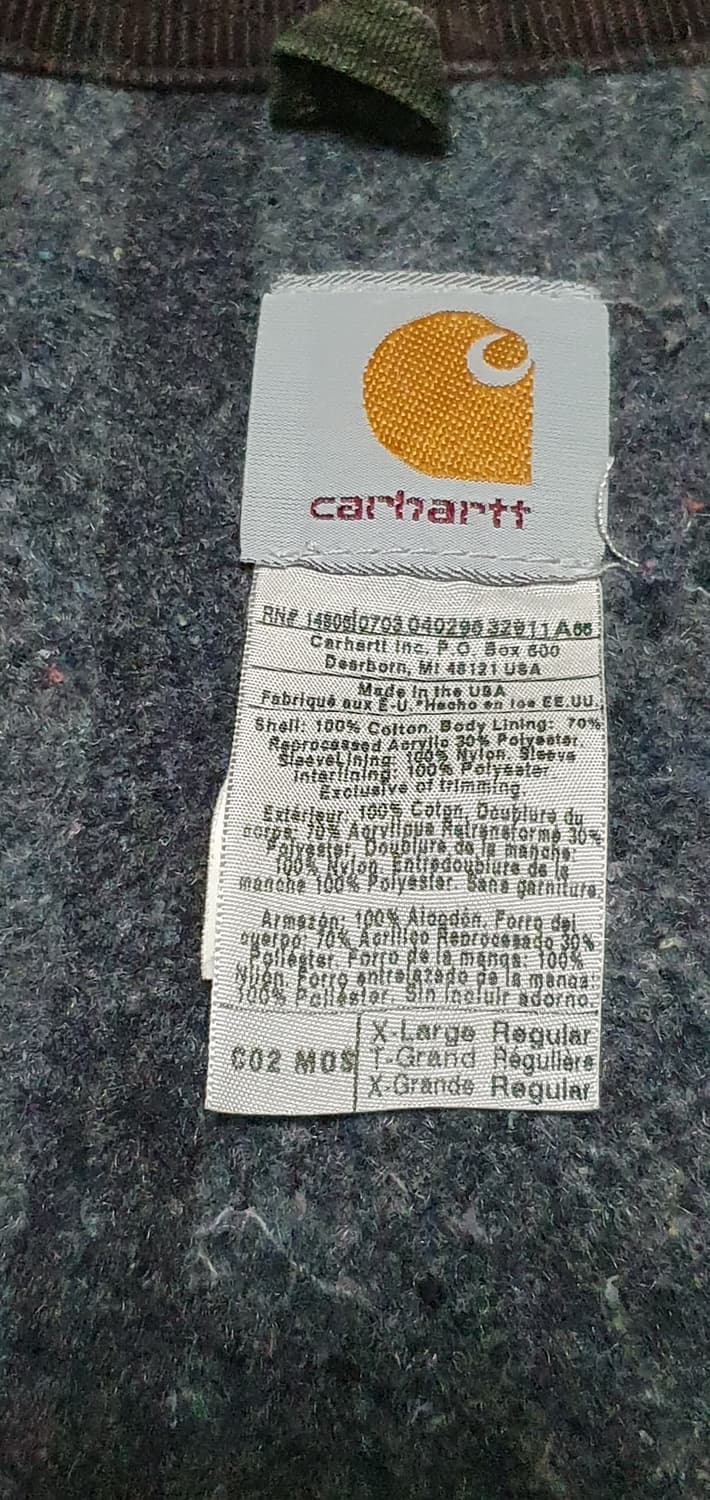 carhartt
RN# 14806 0703 040296 32911 A66
Carhartt Inc. P.O. Box 600
Dearborn, MI 48121 USA
Made in the USA
Fabriqué aux É-U.*Hecho en los EE.UU.
Shell: 100% Cotton. Body Lining: 70%
Reprocessed Acrylic 30% Polyester.
Sleeve Lining: 100% Nylon. Sleeve
Interlining: 100% Polyester
Exclusive of trimming.
Extérieur: 100% Coton. Doublure du
corps: 70% Acrylique Retransformé 30%
Polyester. Doublure de la manche:
100% Nylon. Entredoublure de la
manche 100% Polyester. Sans garniture.
Armazón: 100% Algodón. Forro del
cuerpo: 70% Acrílico Reprocesado 30%
Poliéster. Forro de la manga: 100%
Nilón. Forro entrelazado de la manga:
100% Poliéster. Sin incluir adorno.
C02 MOS
X-Large Regular
T-Grand Régulière
X-Grande Regular